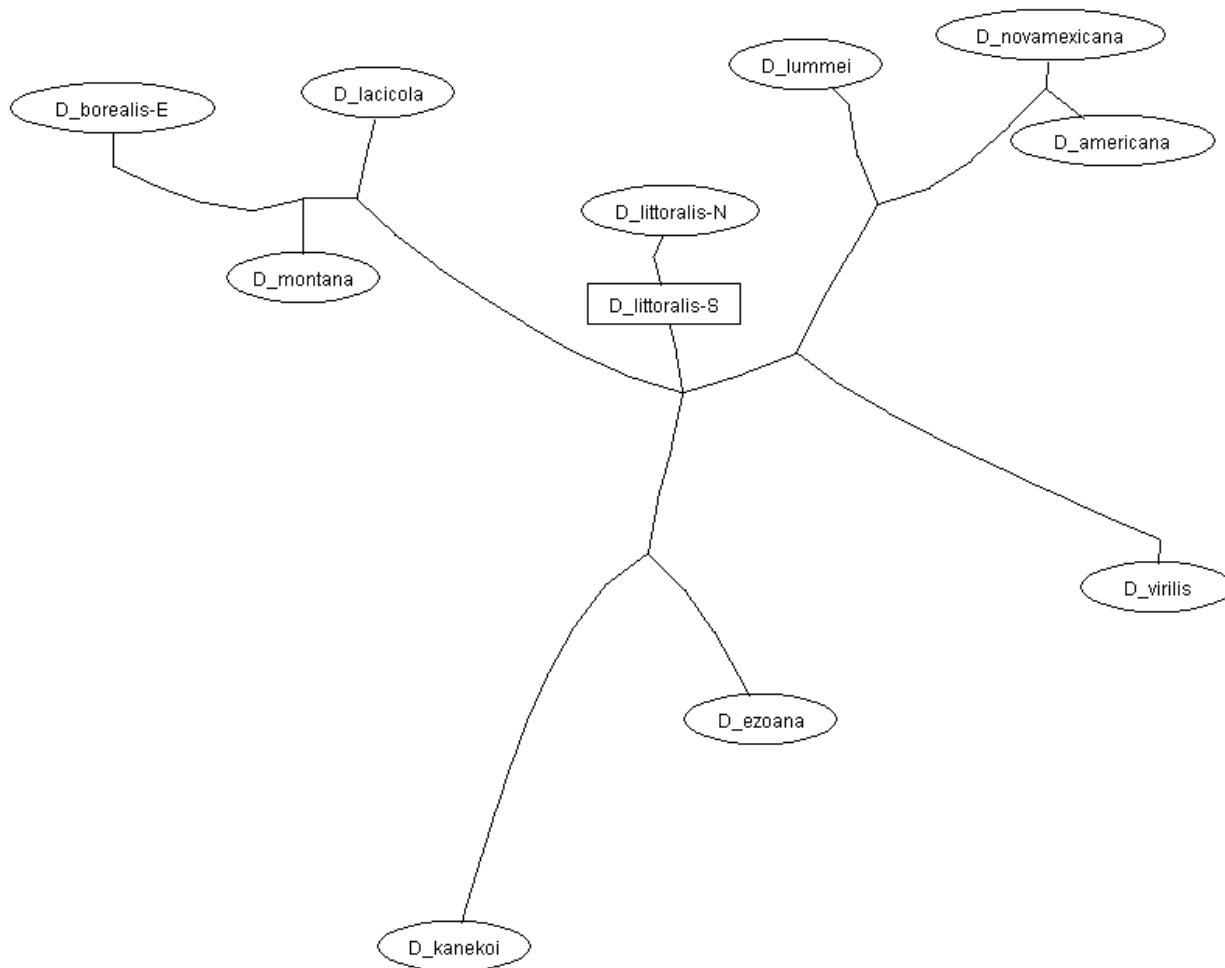 D_novamexicana
D_lummei
D_lacicola
D_borealis-E
D_americana
D_littoralis-N
D_montana
D_littoralis-S
D_virilis
D_ezoana
D_kanekoi